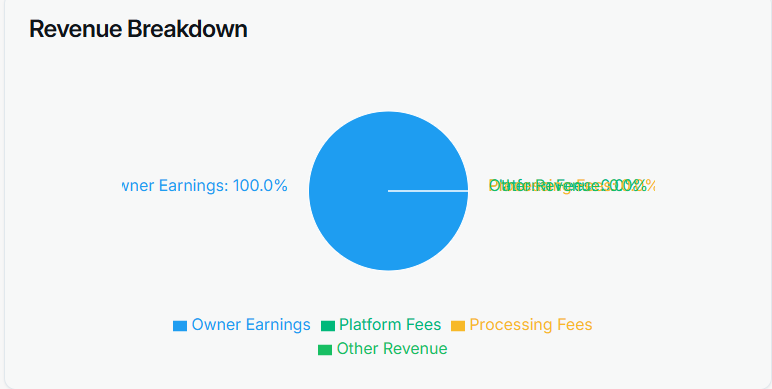 Revenue Breakdown
wner Earnings: 100.0%
Owner Earnings Platform Fees Processing Fees
Other Revenue